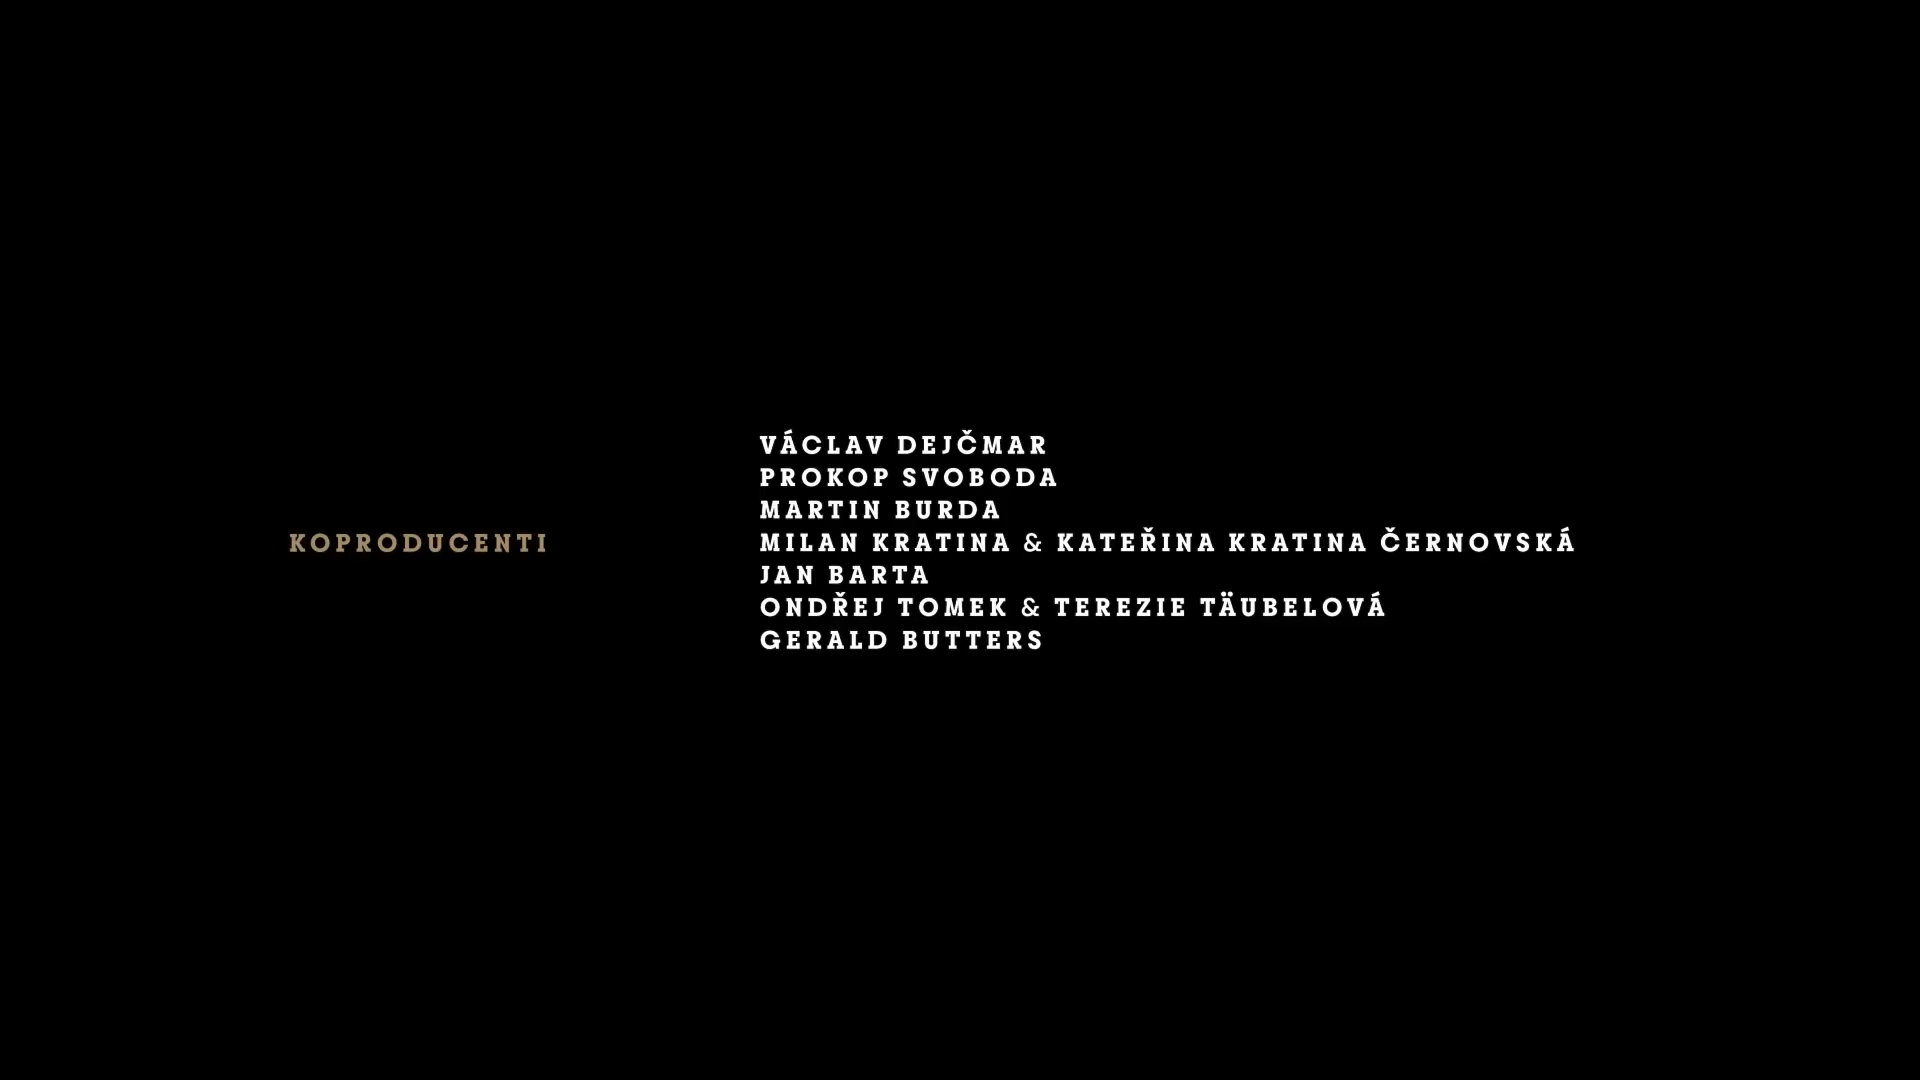 KOPRODUCENTI
VÁCLAV DEJČMAR
PROKOP SVOBODA
MARTIN BURDA
MILAN KRATINA & KATEŘINA KRATINA ČERNOVSKÁ
JAN BARTA
ONDŘEJ TOMEK & TEREZIE TÄUBELOVÁ
GERALD BUTTERS